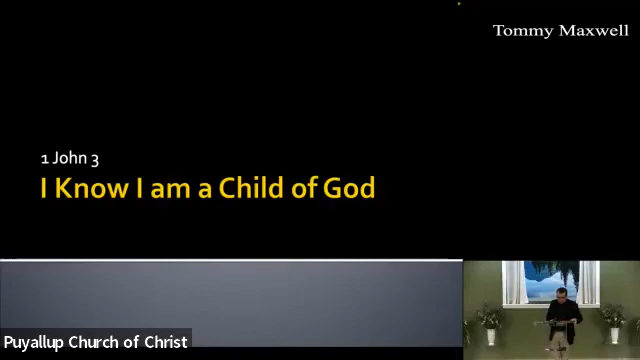 Tommy Maxwell
1 John 3
I Know I am a Child of God
Puyallup Church of Christ